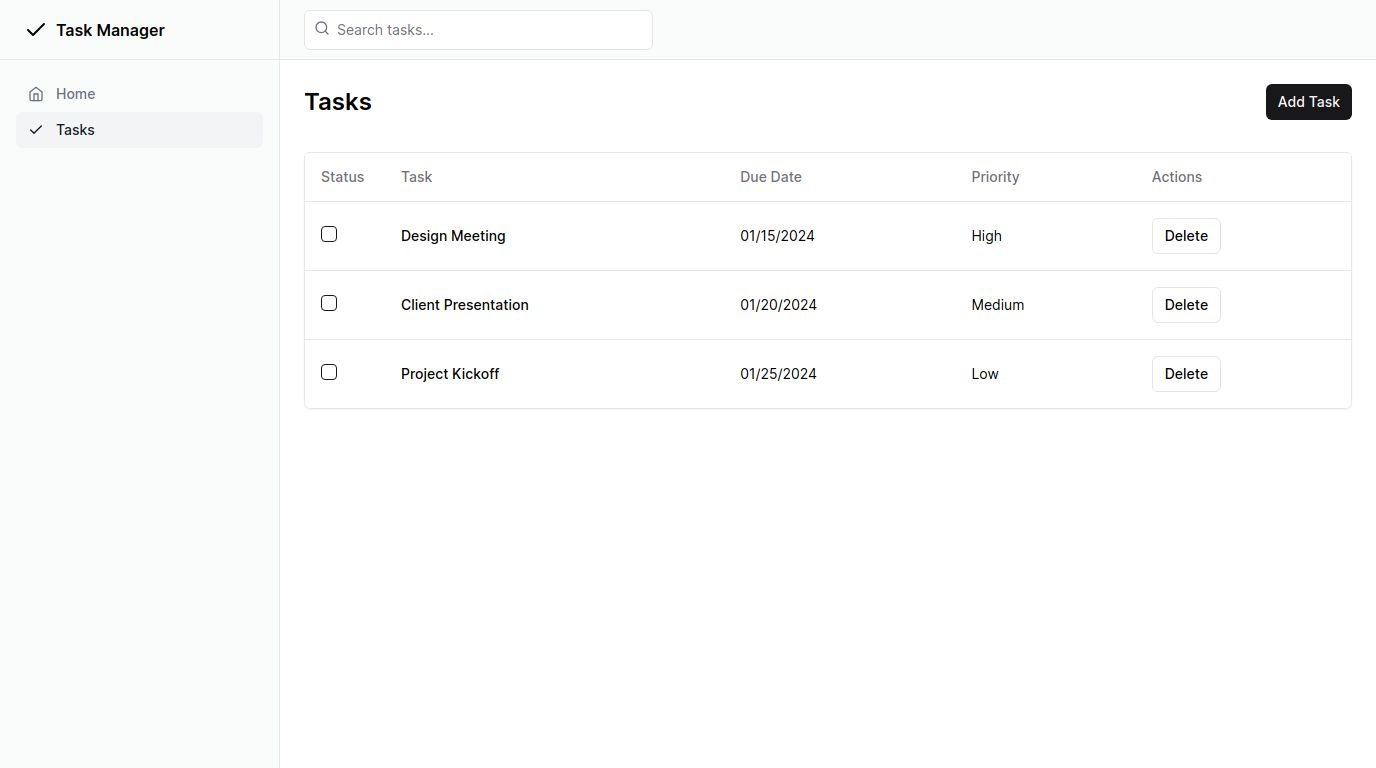 Task Manager
Search tasks...
Home
Tasks
Tasks
Add Task
Status Task Due Date Priority Actions
Design Meeting 01/15/2024 High Delete
Client Presentation 01/20/2024 Medium Delete
Project Kickoff 01/25/2024 Low Delete